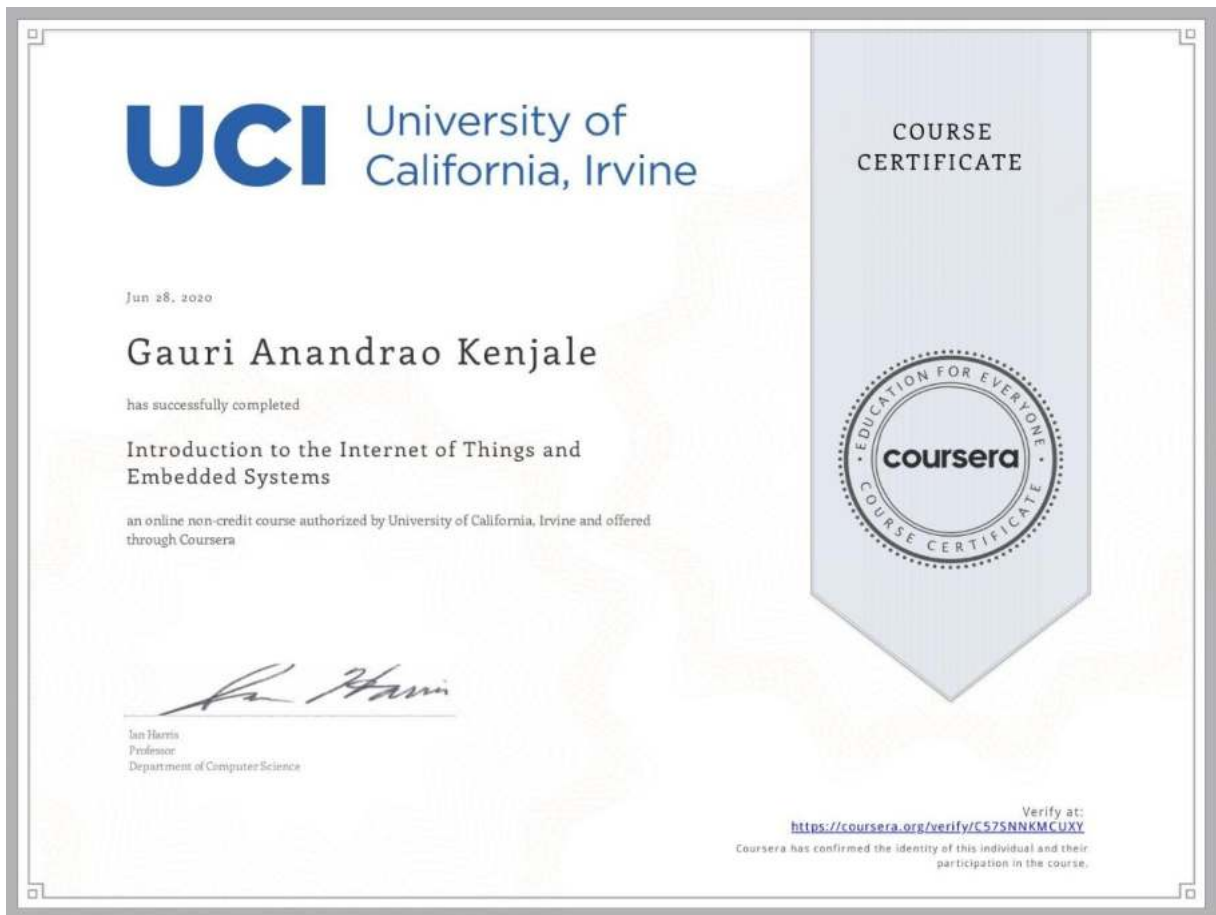 UCI University of
California, Irvine
COURSE
CERTIFICATE
Jun 28, 2020
Gauri Anandrao Kenjale
has successfully completed
Introduction to the Internet of Things and
Embedded Systems
an online non-credit course authorized by University of California, Irvine and offered
through Coursera
EDUCATION FOR EVERYONE
coursera
COURSE CERTIFICATE
Ian Harris
Ian Harris
Professor
Department of Computer Science
Verify at:
https://coursera.org/verify/C57SNNKMCUXY
Coursera has confirmed the identity of this individual and their
participation in the course.